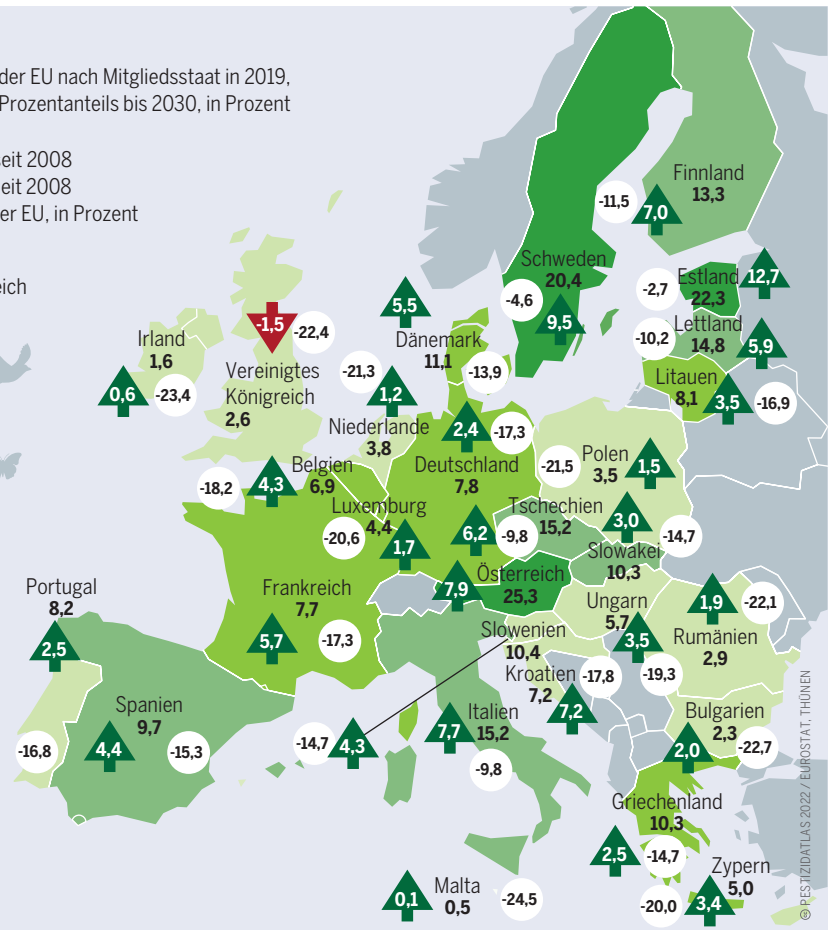 der EU nach Mitgliedsstaat in 2019,
Prozentanteils bis 2030, in Prozent
seit 2008
eit 2008
er EU, in Prozent
eich
Finnland
13,3
-11,5
7,0
Schweden
20,4
-4,6
9,5
Estland
22,3
-2,7
12,7
Lettland
14,8
-10,2
5,9
Litauen
8,1
3,5
-16,9
Irland
1,6
0,6
-23,4
-1,5
-22,4
Vereinigtes
Königreich
2,6
5,5
Dänemark
11,1
-13,9
-21,3
1,2
Niederlande
3,8
2,4
-17,3
Deutschland
7,8
-21,5
Polen
3,5
1,5
-18,2
4,3
Belgien
6,9
Luxemburg
4,4
-20,6
1,7
Tschechien
15,2
6,2
-9,8
3,0
-14,7
Slowakei
10,3
7,9
Österreich
25,3
Portugal
8,2
2,5
-16,8
Frankreich
7,7
5,7
-17,3
Ungarn
5,7
3,5
-19,3
1,9
-22,1
Rumänien
2,9
Slowenien
10,4
-14,7
4,3
Kroatien
7,2
-17,8
7,2
Spanien
9,7
4,4
-15,3
Italien
15,2
7,7
-9,8
Bulgarien
2,3
2,0
-22,7
Griechenland
10,3
2,5
-14,7
Zypern
5,0
-20,0
3,4
Malta
0,5
0,1
-24,5
PESTIZIDATLAS 2022 / EUROSTAT, THÜNEN